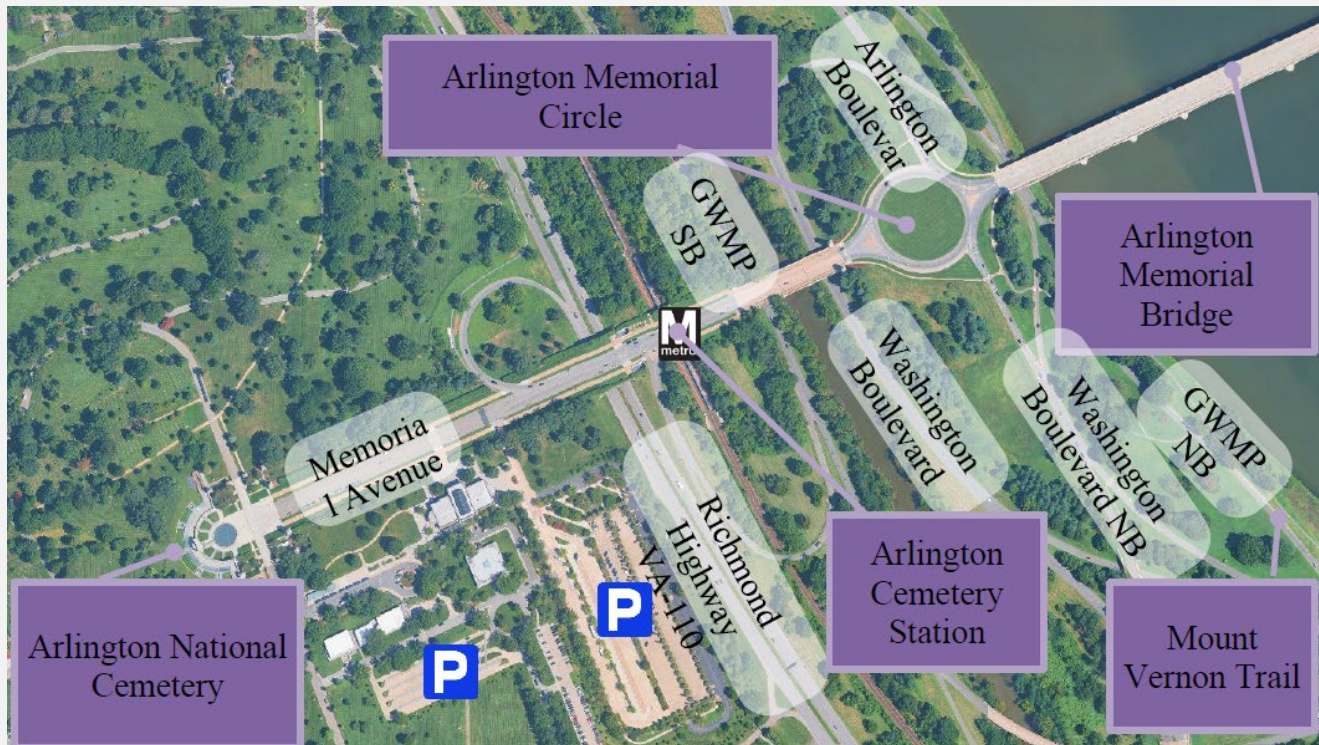 Arlington Memorial
Circle
Arlington
Boulevar
GWMP
SB
Arlington
Memorial
Bridge
M
metro
Washington
Boulevard
Washington
Boulevard NB
GWMP
NB
Memoria
l Avenue
Richmond
Highway
VA-110
Arlington
Cemetery
Station
Mount
Vernon Trail
Arlington National
Cemetery
P
P